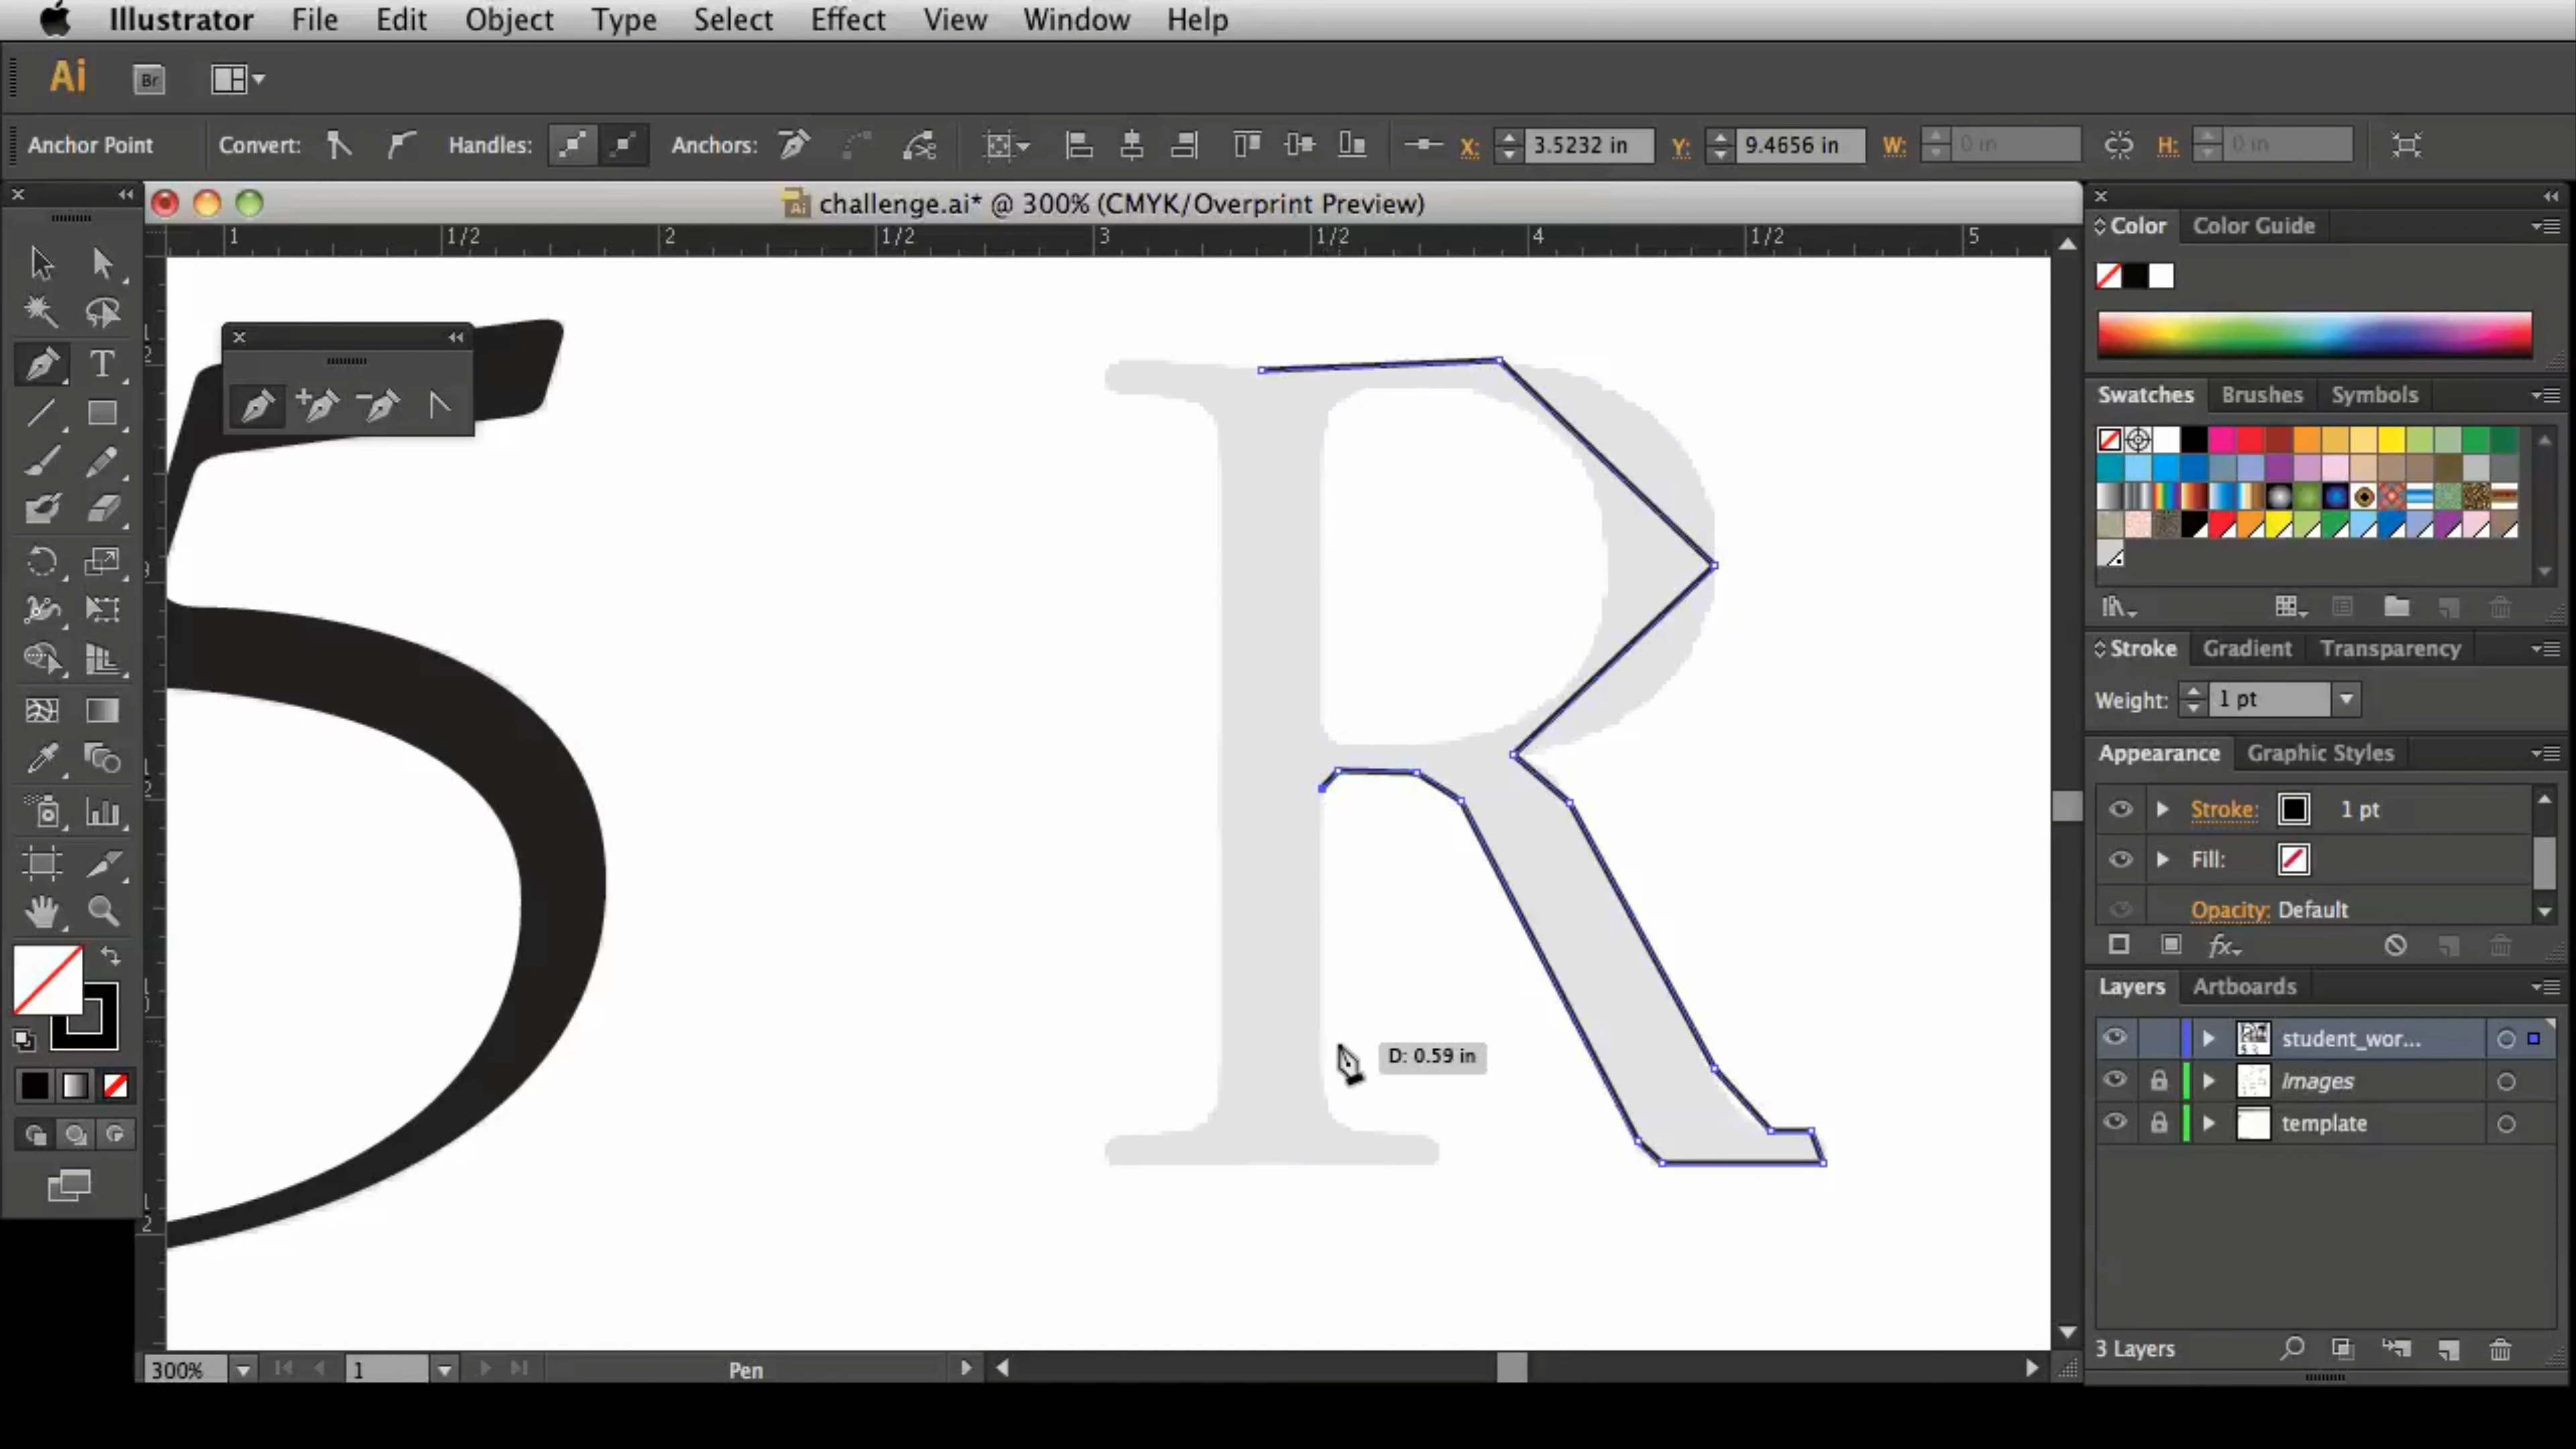 Illustrator File Edit Object Type Select Effect View Window Help
Ai Br
Anchor Point Convert: Handles: Anchors: X: 3.5232 in Y: 9.4656 in W: 0 in H: 0 in
challenge.ai* @ 300% (CMYK/Overprint Preview)
1 1/2 2 1/2 3 1/2 4 1/2 5
Color Color Guide
Swatches Brushes Symbols
Stroke Gradient Transparency
Weight: 1 pt
Appearance Graphic Styles
Stroke: 1 pt
Fill:
Opacity: Default
fx
Layers Artboards
student_wor...
Images
template
3 Layers
R
D: 0.59 in
300% 1 Pen